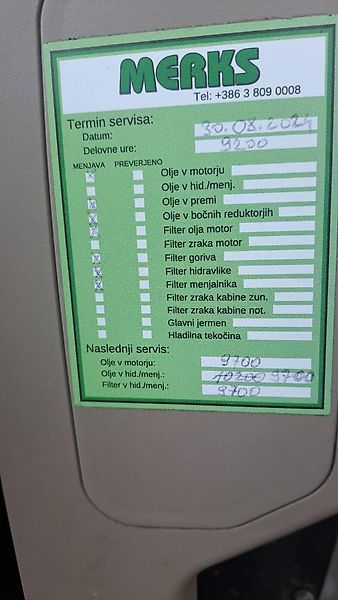 MERKS
Tel: +386 3 809 0008
Termin servisa:
Datum: 30.08.2024
Delovne ure: 9200
MENJAVA PREVERJENO
x Olje v motorju
Olje v hid./menj.
x Olje v premi
x Olje v bočnih reduktorjih
x Filter olja motor
Filter zraka motor
x Filter goriva
x Filter hidravlike
x Filter menjalnika
Filter zraka kabine zun.
Filter zraka kabine not.
Glavni jermen
Hladilna tekočina
Naslednji servis:
Olje v motorju: 9700
Olje v hid./menj.: 10200 9700
Filter v hid./menj.: 9700